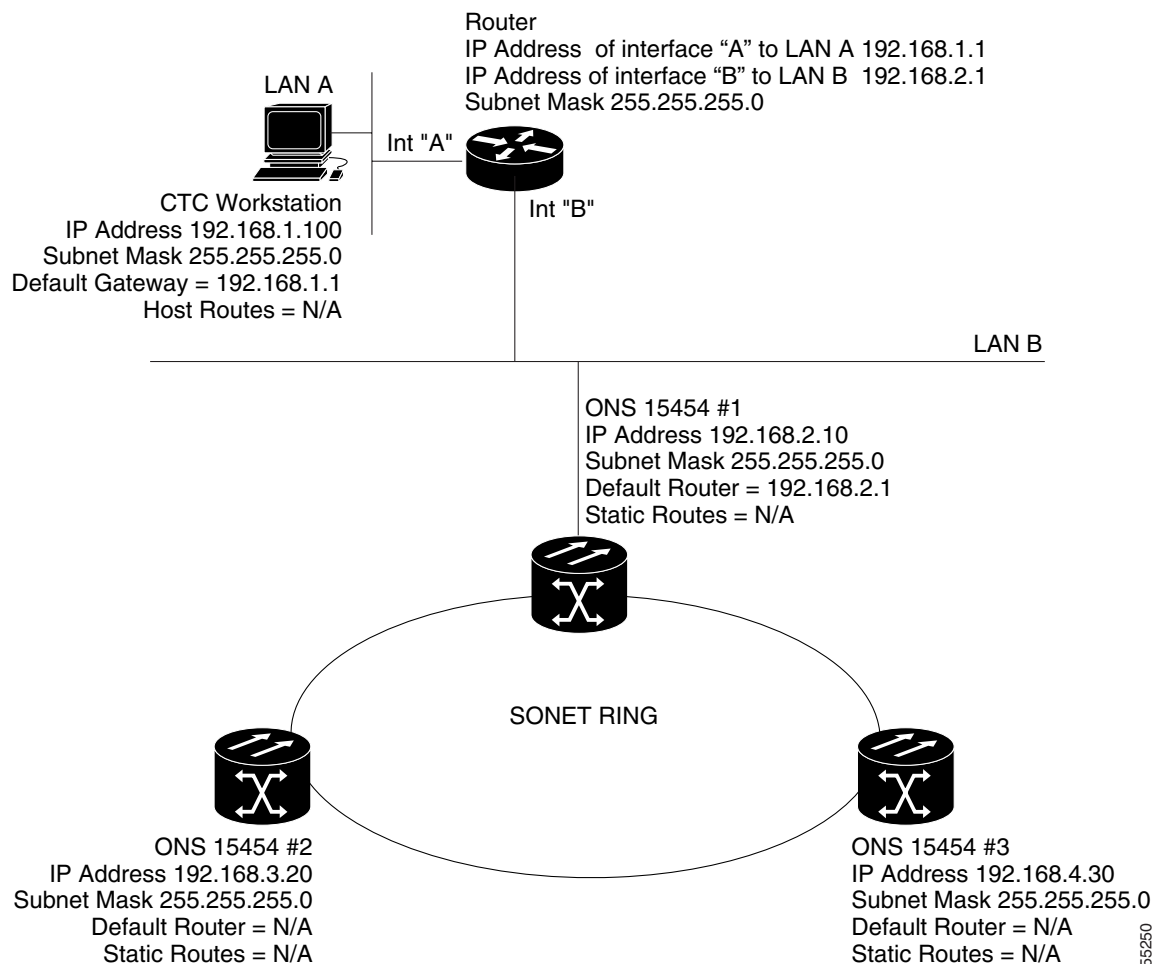 Router
IP Address of interface “A” to LAN A 192.168.1.1
IP Address of interface “B” to LAN B 192.168.2.1
Subnet Mask 255.255.255.0
LAN A
Int "A"
Int "B"
CTC Workstation
IP Address 192.168.1.100
Subnet Mask 255.255.255.0
Default Gateway = 192.168.1.1
Host Routes = N/A
LAN B
ONS 15454 #1
IP Address 192.168.2.10
Subnet Mask 255.255.255.0
Default Router = 192.168.2.1
Static Routes = N/A
SONET RING
ONS 15454 #2
IP Address 192.168.3.20
Subnet Mask 255.255.255.0
Default Router = N/A
Static Routes = N/A
ONS 15454 #3
IP Address 192.168.4.30
Subnet Mask 255.255.255.0
Default Router = N/A
Static Routes = N/A
55250